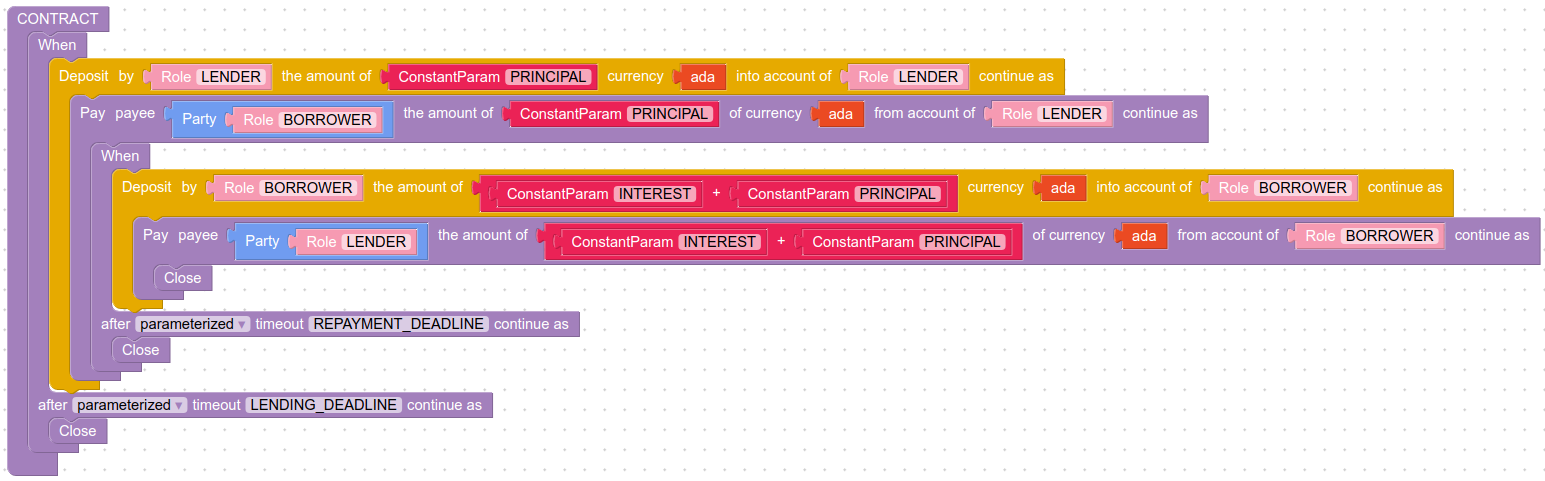 CONTRACT
When
Deposit by Role LENDER the amount of ConstantParam PRINCIPAL currency ada into account of Role LENDER continue as
Pay payee Party Role BORROWER the amount of ConstantParam PRINCIPAL of currency ada from account of Role LENDER continue as
When
Deposit by Role BORROWER the amount of ConstantParam INTEREST + ConstantParam PRINCIPAL currency ada into account of Role BORROWER continue as
Pay payee Party Role LENDER the amount of ConstantParam INTEREST + ConstantParam PRINCIPAL of currency ada from account of Role BORROWER continue as
Close
after parameterized timeout REPAYMENT_DEADLINE continue as
Close
after parameterized timeout LENDING_DEADLINE continue as
Close